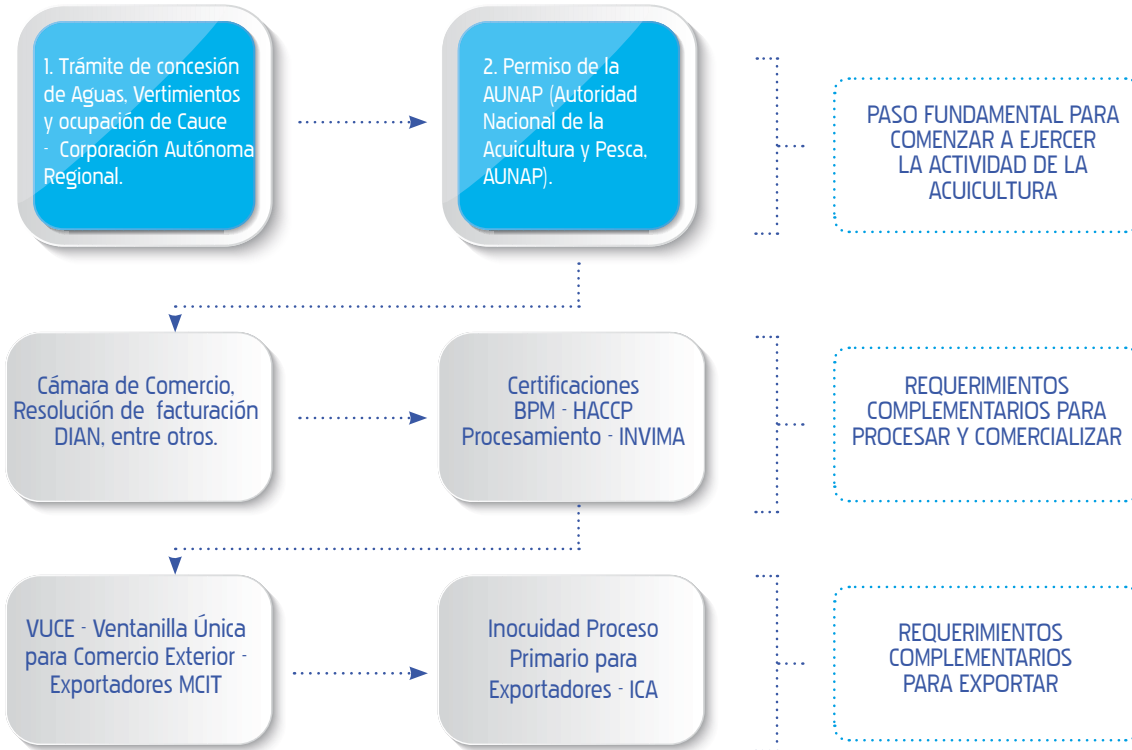 1. Trámite de concesión
de Aguas, Vertimientos
y ocupación de Cauce
- Corporación Autónoma
Regional.
2. Permiso de la
AUNAP (Autoridad
Nacional de la
Acuicultura y Pesca,
AUNAP).
PASO FUNDAMENTAL PARA
COMENZAR A EJERCER
LA ACTIVIDAD DE LA
ACUICULTURA
Cámara de Comercio,
Resolución de facturación
DIAN, entre otros.
Certificaciones
BPM - HACCP
Procesamiento - INVIMA
REQUERIMIENTOS
COMPLEMENTARIOS PARA
PROCESAR Y COMERCIALIZAR
VUCE - Ventanilla Única
para Comercio Exterior -
Exportadores MCIT
Inocuidad Proceso
Primario para
Exportadores - ICA
REQUERIMIENTOS
COMPLEMENTARIOS
PARA EXPORTAR